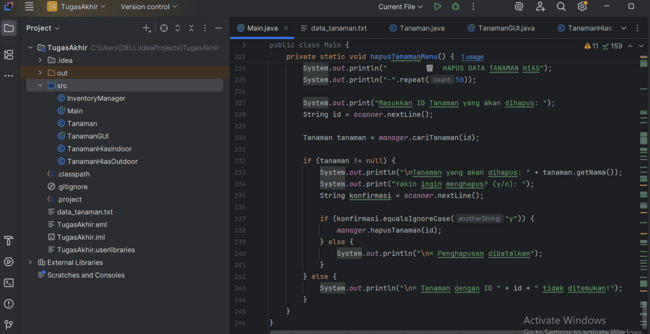 TugasAkhir
Version control
Current File
Project
TugasAkhir C:\Users\DELL\IdeaProjects\TugasAkhir
.idea
out
src
InventoryManager
Main
Tanaman
TanamanGUI
TanamanHiasIndoor
TanamanHiasOutdoor
.classpath
.gitignore
.project
data_tanaman.txt
TugasAkhir.eml
TugasAkhir.iml
TugasAkhir.userlibraries
External Libraries
Scratches and Consoles
Main.java
data_tanaman.txt
Tanaman.java
TanamanGUI.java
TanamanHias
11 159
public class Main {
private static void hapusTanamanMenu() { 1 usage
System.out.println(" 🗑 HAPUS DATA TANAMAN HIAS");
System.out.println("-".repeat( count: 50));
System.out.print("Masukkan ID Tanaman yang akan dihapus: ");
String id = scanner.nextLine();
Tanaman tanaman = manager.cariTanaman(id);
if (tanaman != null) {
System.out.println("\nTanaman yang akan dihapus: " + tanaman.getNama());
System.out.print("Yakin ingin menghapus? (y/n): ");
String konfirmasi = scanner.nextLine();
if (konfirmasi.equalsIgnoreCase( anotherString: "y")) {
manager.hapusTanaman(id);
} else {
System.out.println("\n× Penghapusan dibatalkan");
}
} else {
System.out.println("\n× Tanaman dengan ID " + id + " tidak ditemukan!");
}
}
}
Activate Windows
Go to Settings to activate Windows